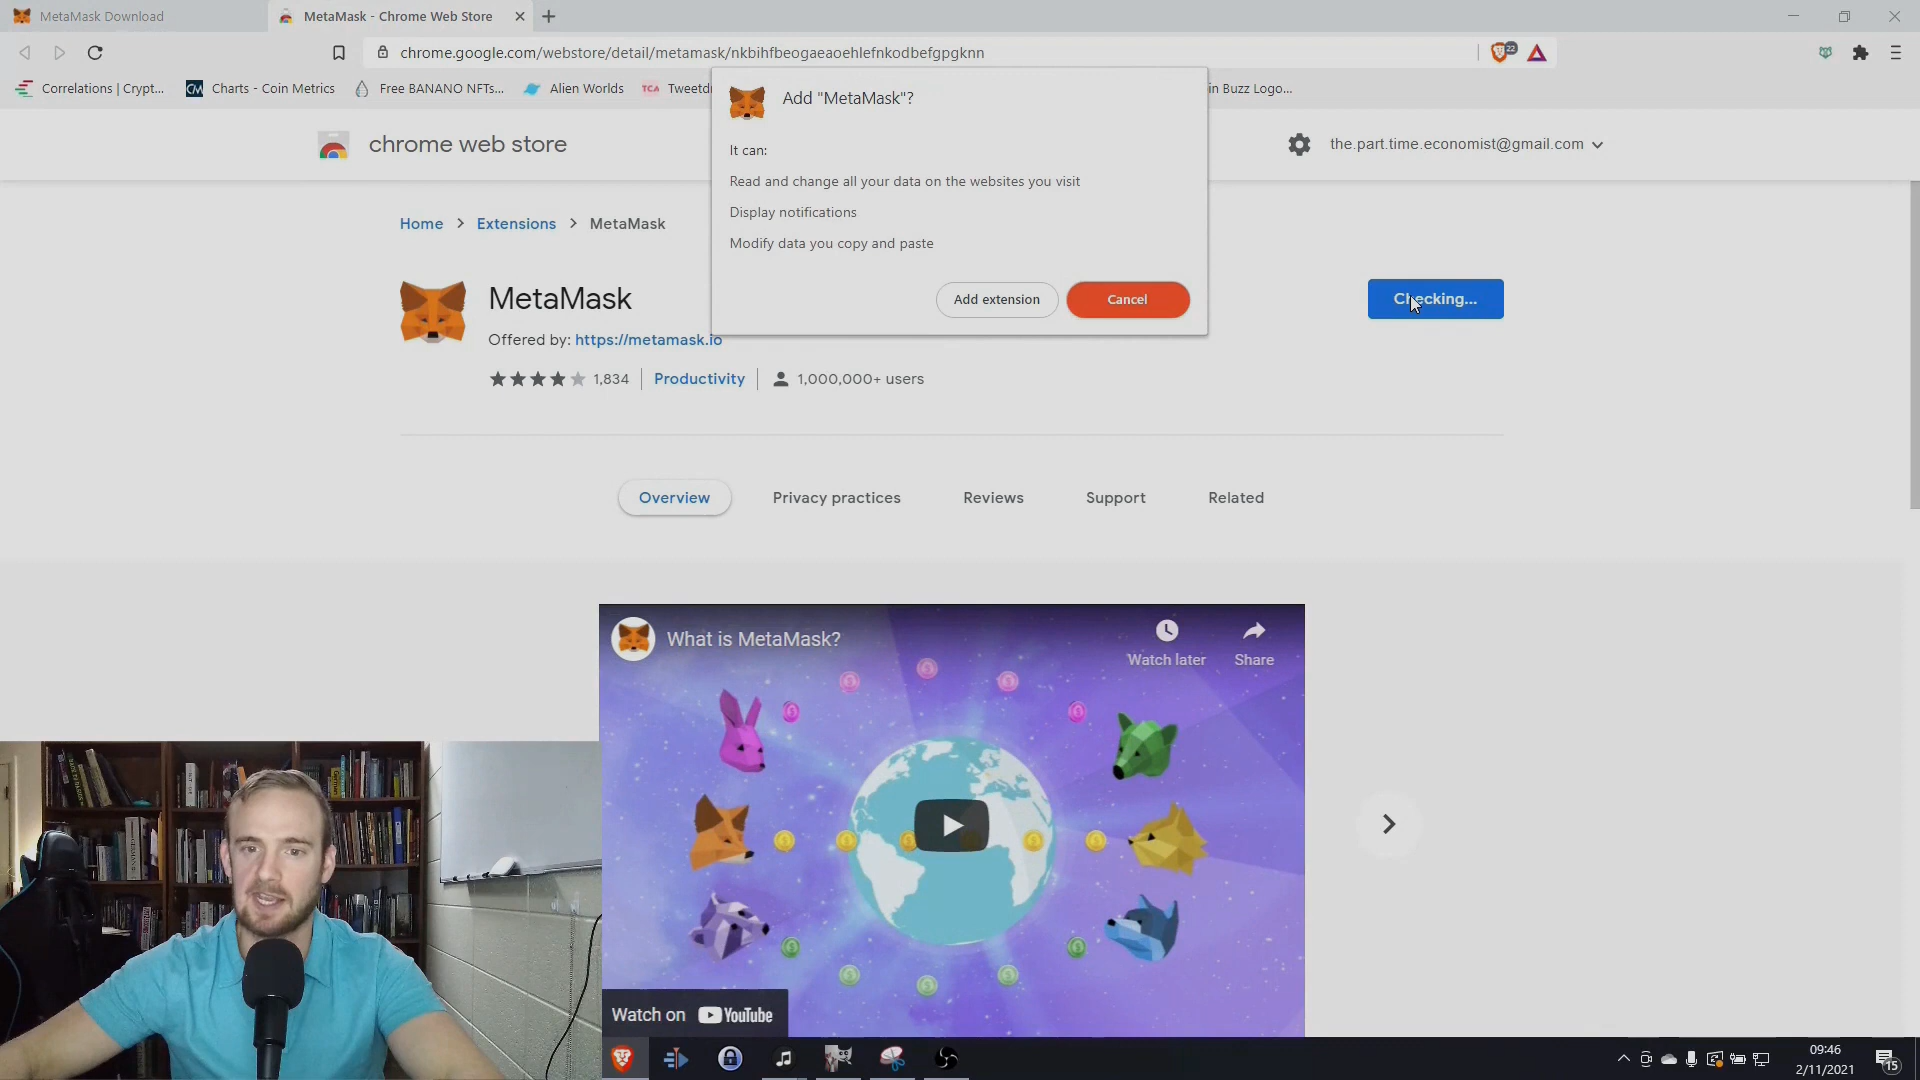 MetaMask Download
MetaMask - Chrome Web Store
chrome.google.com/webstore/detail/metamask/nkbihfbeogaeaoehlefnkodbefgpgknn
22
Correlations | Crypt...
Charts - Coin Metrics
Free BANANO NFTs...
Alien Worlds
TCA
Tweetd
in Buzz Logo...
Add "MetaMask"?
It can:
Read and change all your data on the websites you visit
Display notifications
Modify data you copy and paste
Add extension
Cancel
chrome web store
the.part.time.economist@gmail.com
Home > Extensions > MetaMask
MetaMask
Checking...
Offered by: https://metamask.io
1,834
Productivity
1,000,000+ users
Overview
Privacy practices
Reviews
Support
Related
What is MetaMask?
Watch later
Share
Watch on YouTube
09:46
2/11/2021
15